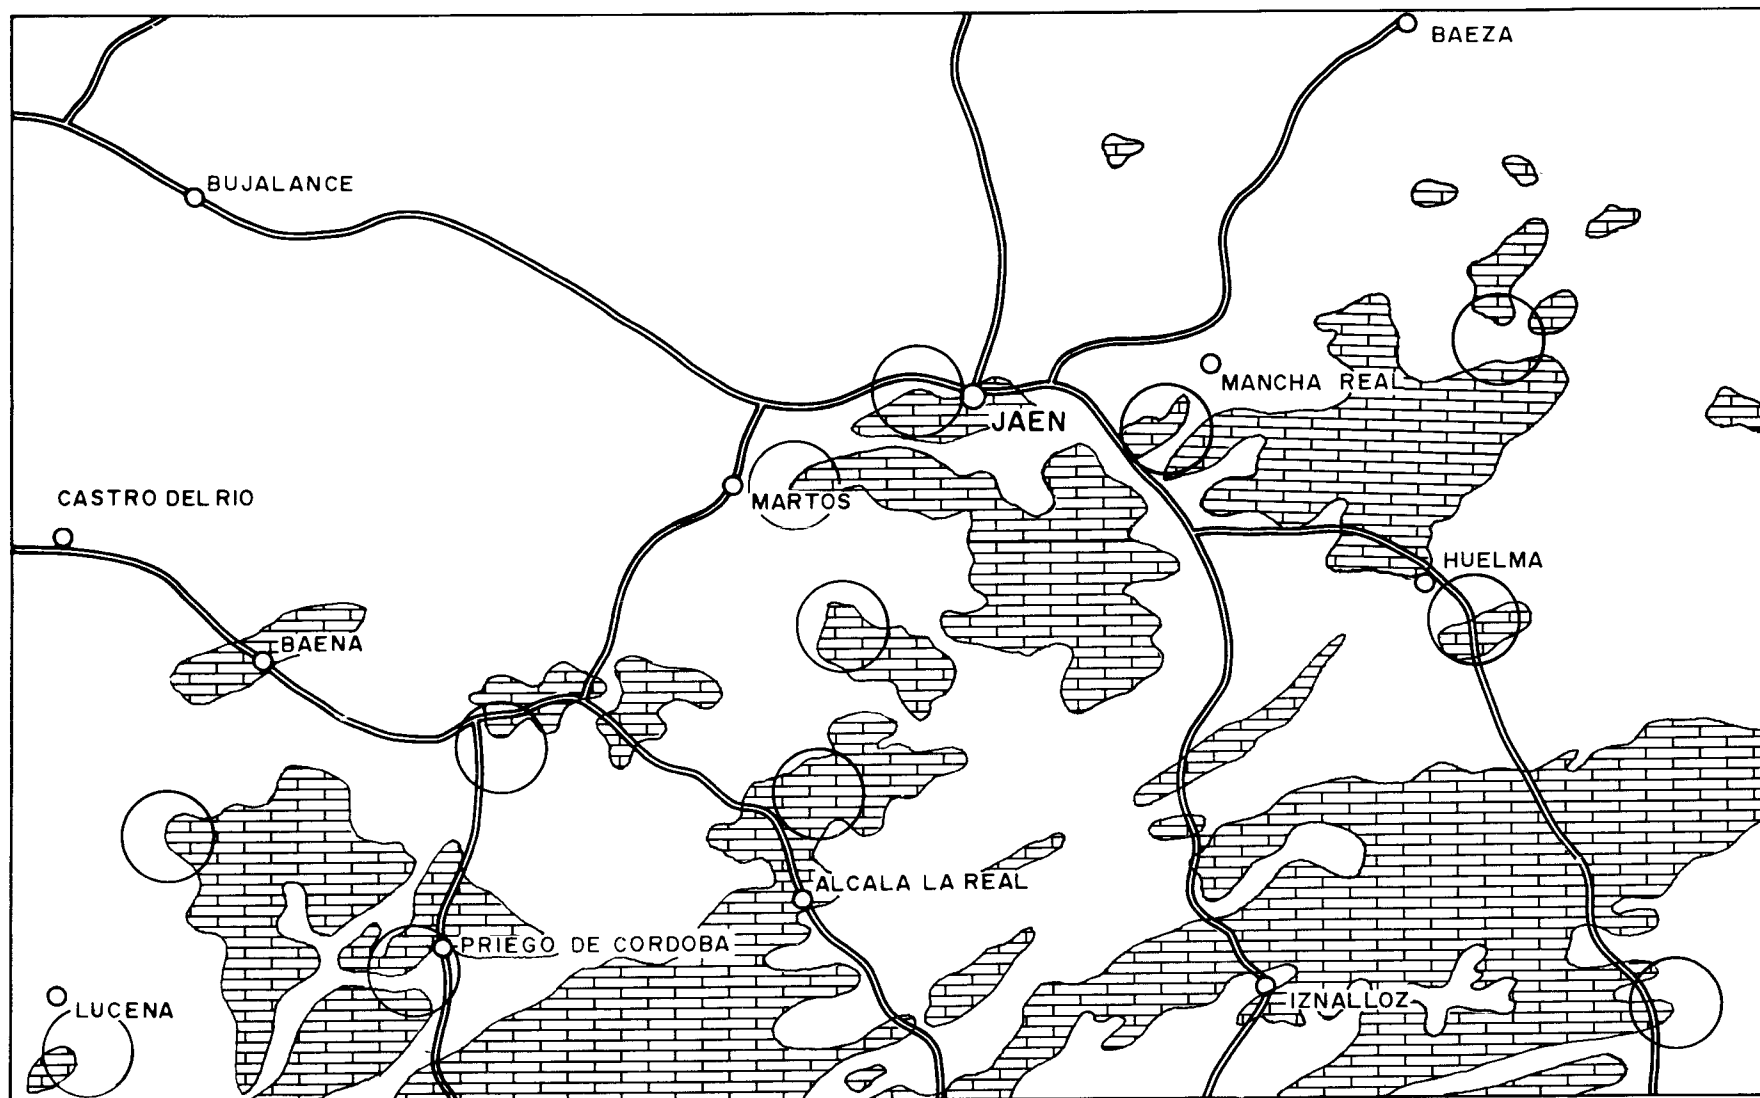 BAEZA
BUJALANCE
MANCHA REAL
JAEN
CASTRO DEL RIO
MARTOS
HUELMA
BAENA
ALCALA LA REAL
PRIEGO DE CORDOBA
LUCENA
IZNALLOZ